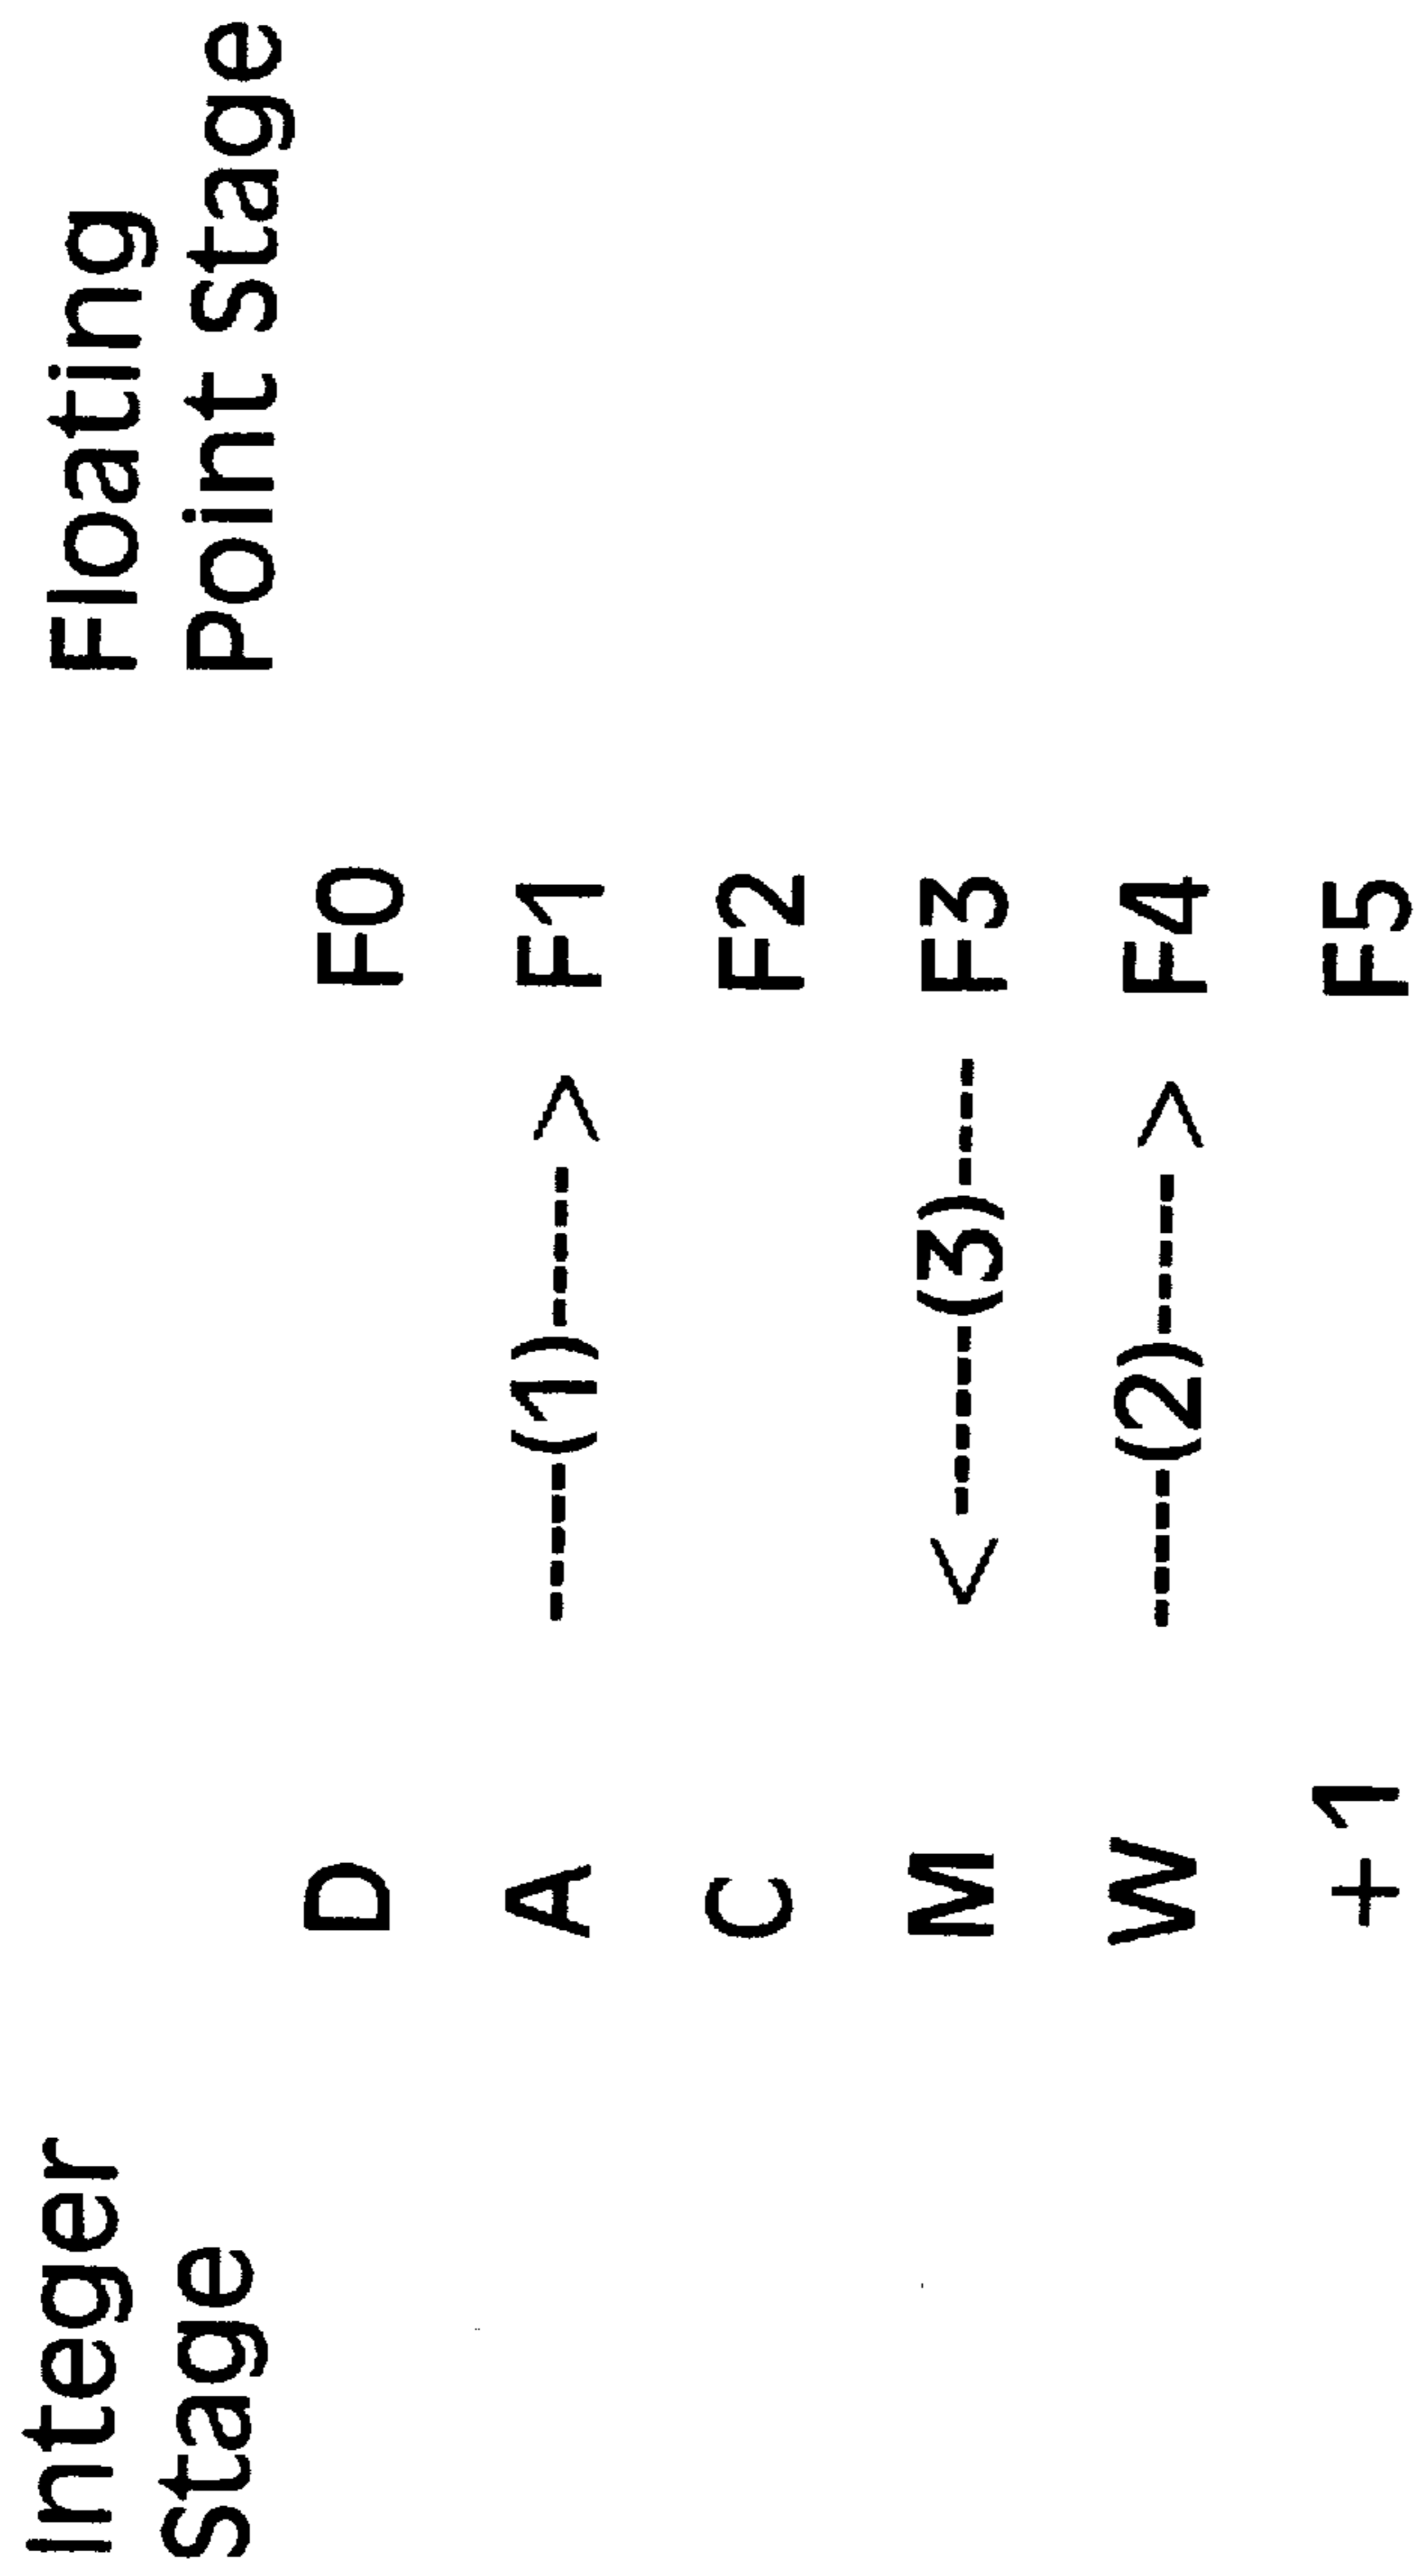 Integer
Stage
Floating
Point Stage
D F0
A -----(1)-----> F1
C F2
M <-----(3)---- F3
W -----(2)-----> F4
+1 F5